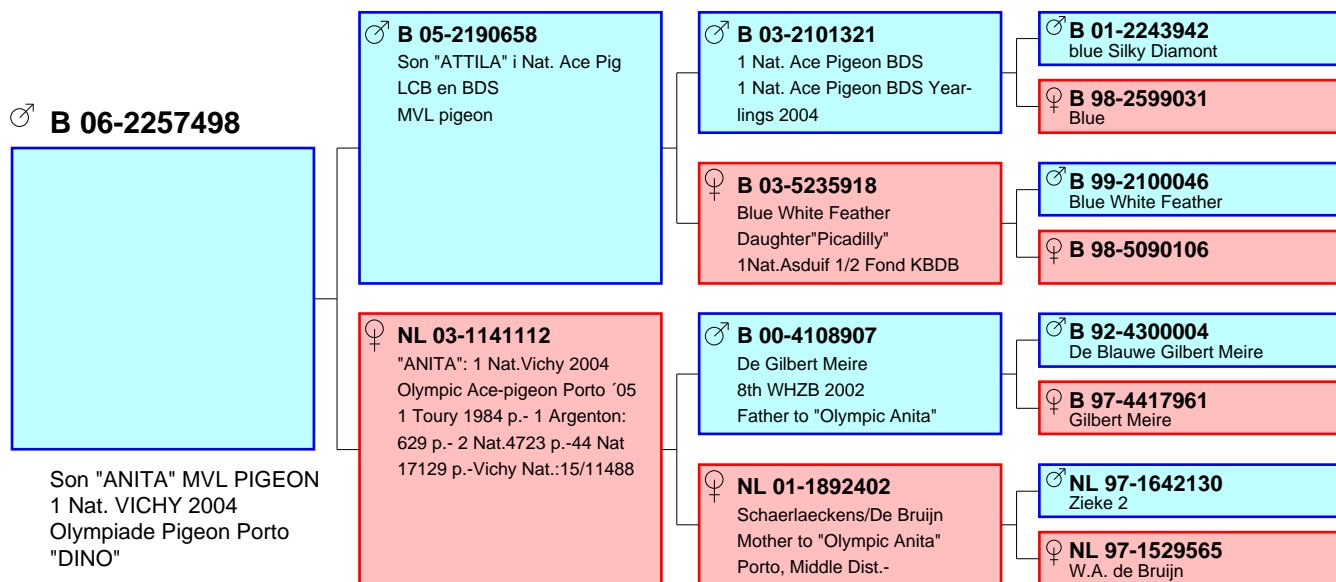 B 06-2257498
Son "ANITA" MVL PIGEON
1 Nat. VICHY 2004
Olympiade Pigeon Porto
"DINO"
B 05-2190658
Son "ATTILA" i Nat. Ace Pig
LCB en BDS
MVL pigeon
NL 03-1141112
"ANITA": 1 Nat.Vichy 2004
Olympic Ace-pigeon Porto ´05
1 Toury 1984 p.- 1 Argenton:
629 p.- 2 Nat.4723 p.-44 Nat
17129 p.-Vichy Nat.:15/11488
B 03-2101321
1 Nat. Ace Pigeon BDS
1 Nat. Ace Pigeon BDS Year-
lings 2004
B 03-5235918
Blue White Feather
Daughter"Picadilly"
1Nat.Asduif 1/2 Fond KBDB
B 00-4108907
De Gilbert Meire
8th WHZB 2002
Father to "Olympic Anita"
NL 01-1892402
Schaerlaeckens/De Bruijn
Mother to "Olympic Anita"
Porto, Middle Dist.-
B 01-2243942
blue Silky Diamont
B 98-2599031
Blue
B 99-2100046
Blue White Feather
B 98-5090106
B 92-4300004
De Blauwe Gilbert Meire
B 97-4417961
Gilbert Meire
NL 97-1642130
Zieke 2
NL 97-1529565
W.A. de Bruijn